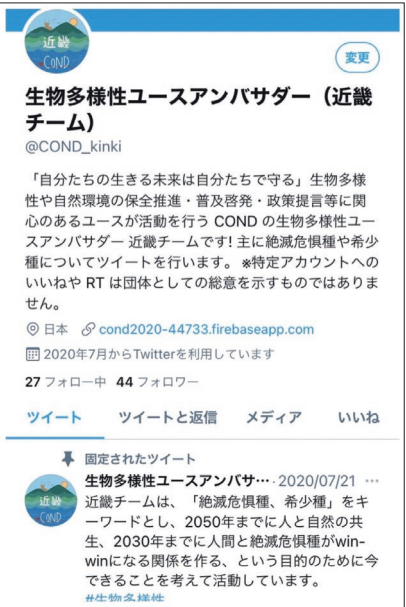 近畿
COND
変更
生物多様性ユースアンバサダー（近畿
チーム）
@COND_kinki
「自分たちの生きる未来は自分たちで守る」生物多様
性や自然環境の保全推進・普及啓発・政策提言等に関
心のあるユースが活動を行う COND の生物多様性ユー
スアンバサダー 近畿チームです! 主に絶滅危惧種や希少
種についてツイートを行います。 ※特定アカウントへの
いいねや RT は団体としての総意を示すものではありま
せん。
日本 cond2020-44733.firebaseapp.com
2020年7月からTwitterを利用しています
27 フォロー中 44 フォロワー
ツイート ツイートと返信 メディア いいね
固定されたツイート
生物多様性ユースアンバサ… · 2020/07/21 …
近畿
COND
近畿チームは、「絶滅危惧種、希少種」をキ
ーワードとし、2050年までに人と自然の共
生、2030年までに人間と絶滅危惧種がwin-
winになる関係を作る、という目的のために今
できることを考えて活動しています。
#生物多様性